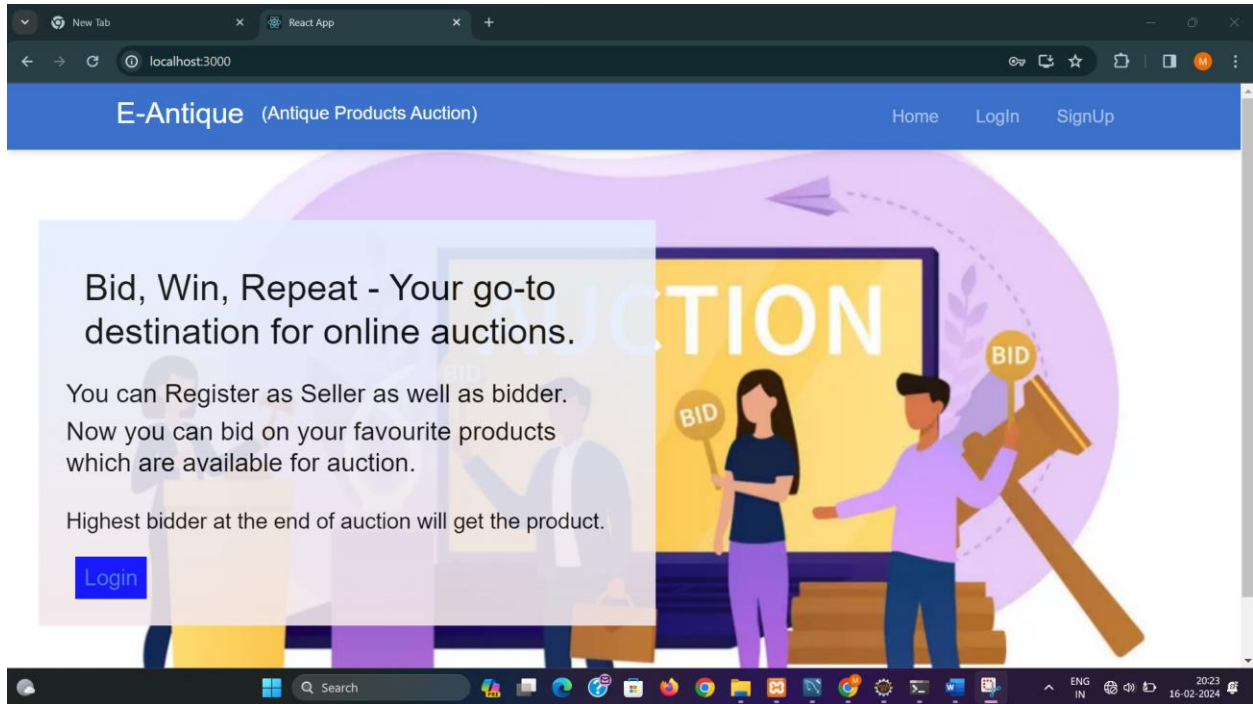 New Tab
React App
localhost:3000
M
E-Antique (Antique Products Auction)
Home LogIn SignUp
AUCTION
BID
BID
BID
Bid, Win, Repeat - Your go-to
destination for online auctions.
You can Register as Seller as well as bidder.
Now you can bid on your favourite products
which are available for auction.
Highest bidder at the end of auction will get the product.
Login
Search
ENG
IN
20:23
16-02-2024